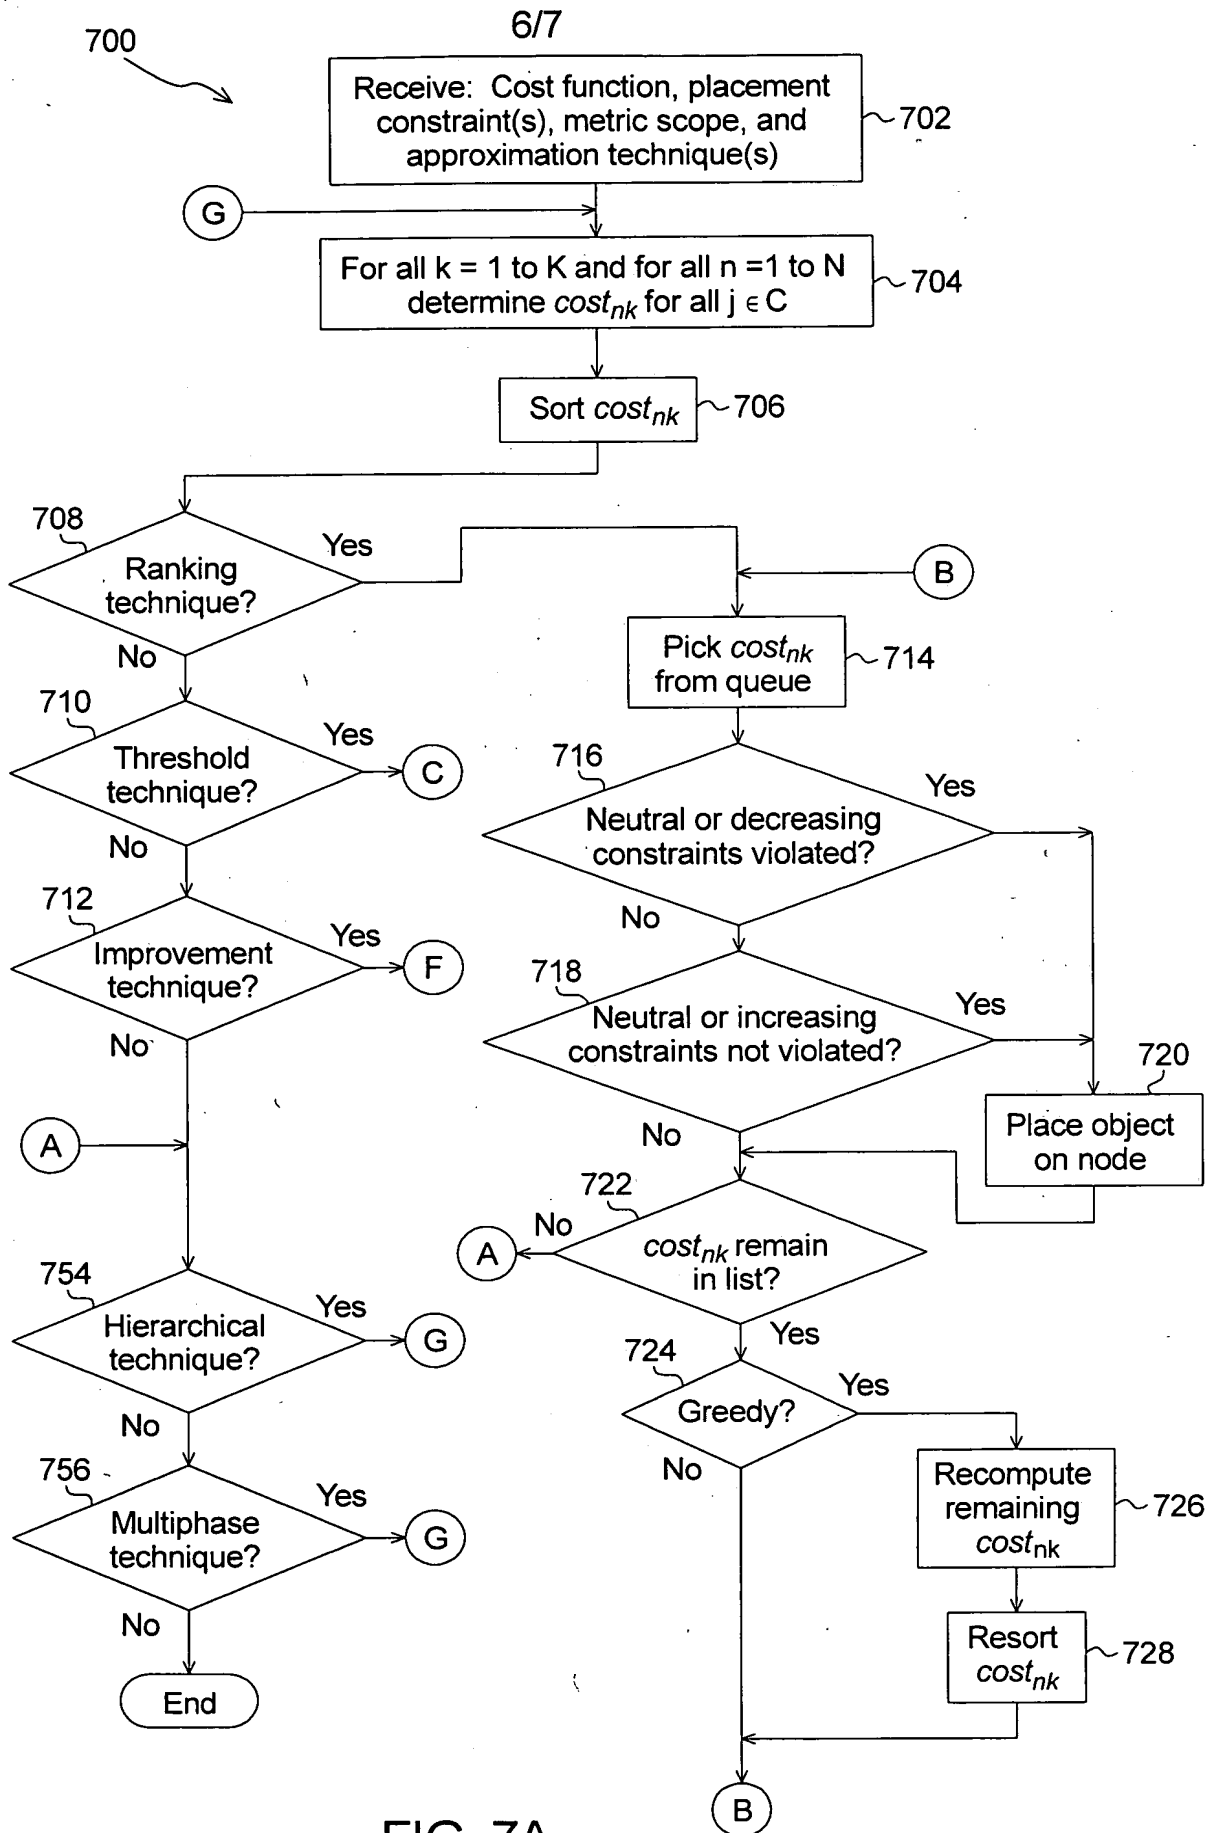 6/7
700
Receive: Cost function, placement
constraint(s), metric scope, and
approximation technique(s)
702
G
For all k = 1 to K and for all n =1 to N
determine cost_nk for all j ∈ C
704
Sort cost_nk
706
708
Ranking
technique?
Yes
No
B
Pick cost_nk
from queue
714
710
Threshold
technique?
Yes
C
No
716
Neutral or decreasing
constraints violated?
Yes
No
712
Improvement
technique?
Yes
F
No
718
Neutral or increasing
constraints not violated?
Yes
No
720
Place object
on node
A
722
cost_nk remain
in list?
No
A
Yes
754
Hierarchical
technique?
Yes
G
No
724
Greedy?
Yes
No
Recompute
remaining
cost_nk
726
756
Multiphase
technique?
Yes
G
No
Resort
cost_nk
728
End
B
FIG. 7A